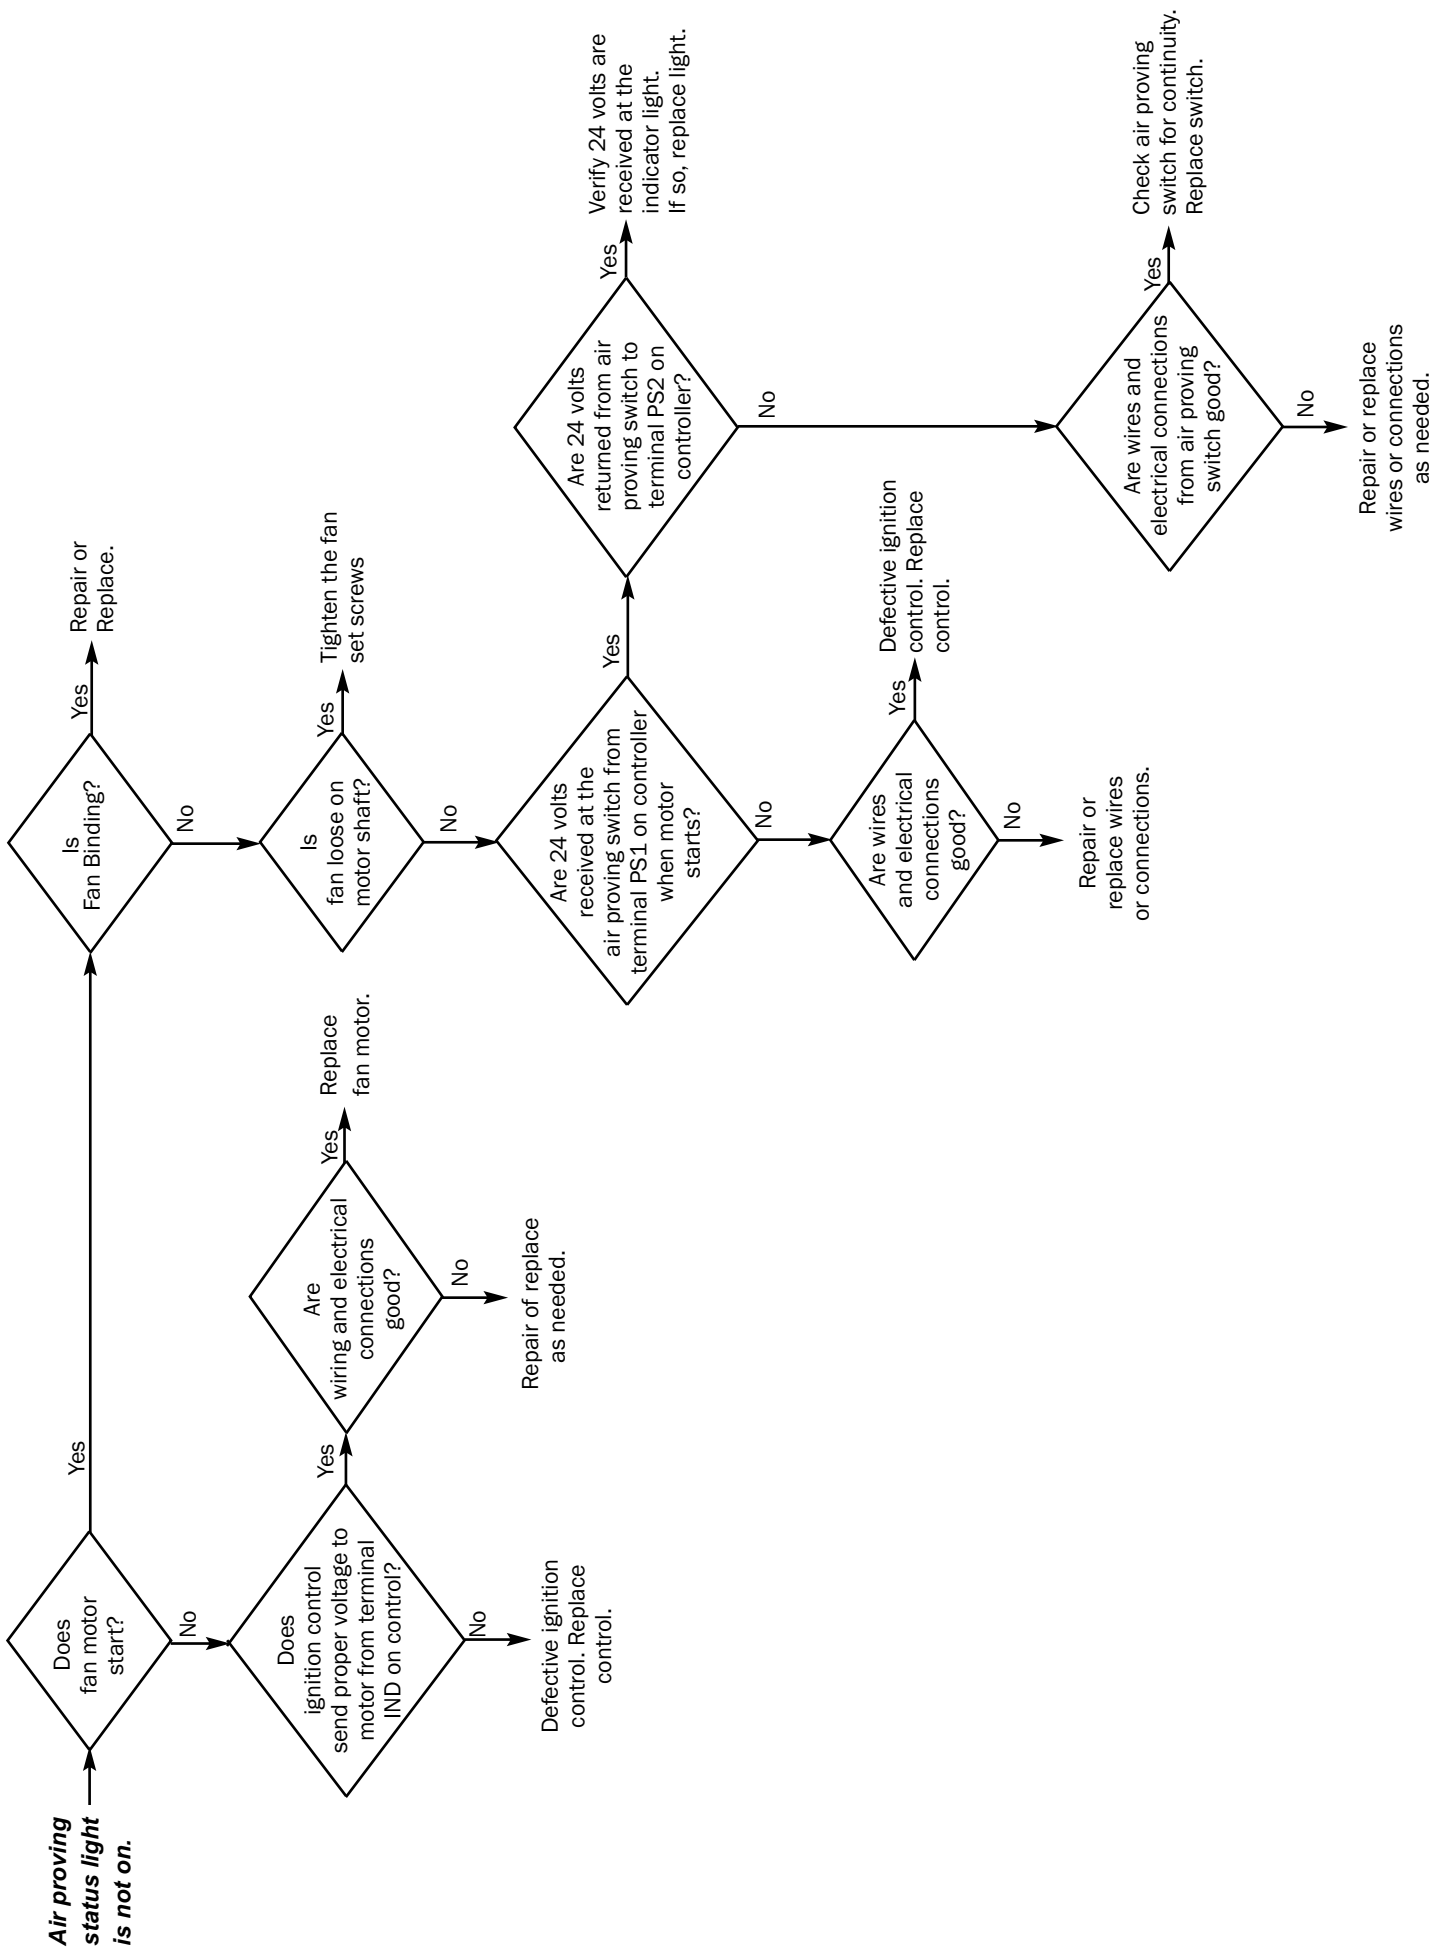 Air proving
status light
is not on.
Does
fan motor
start?
Yes
No
Is
Fan Binding?
Yes
Repair or
Replace.
No
Does
ignition control
send proper voltage to
motor from terminal
IND on control?
Yes
No
Defective ignition
control. Replace
control.
Are
wiring and electrical
connections
good?
Yes
Replace
fan motor.
No
Repair of replace
as needed.
Is
fan loose on
motor shaft?
Yes
Tighten the fan
set screws
No
Are 24 volts
received at the
air proving switch from
terminal PS1 on controller
when motor
starts?
Yes
No
Are wires
and electrical
connections
good?
Yes
Defective ignition
control. Replace
control.
No
Repair or
replace wires
or connections.
Are 24 volts
returned from air
proving switch to
terminal PS2 on
controller?
Yes
Verify 24 volts are
received at the
indicator light.
If so, replace light.
No
Are wires and
electrical connections
from air proving
switch good?
Yes
Check air proving
switch for continuity.
Replace switch.
No
Repair or replace
wires or connections
as needed.